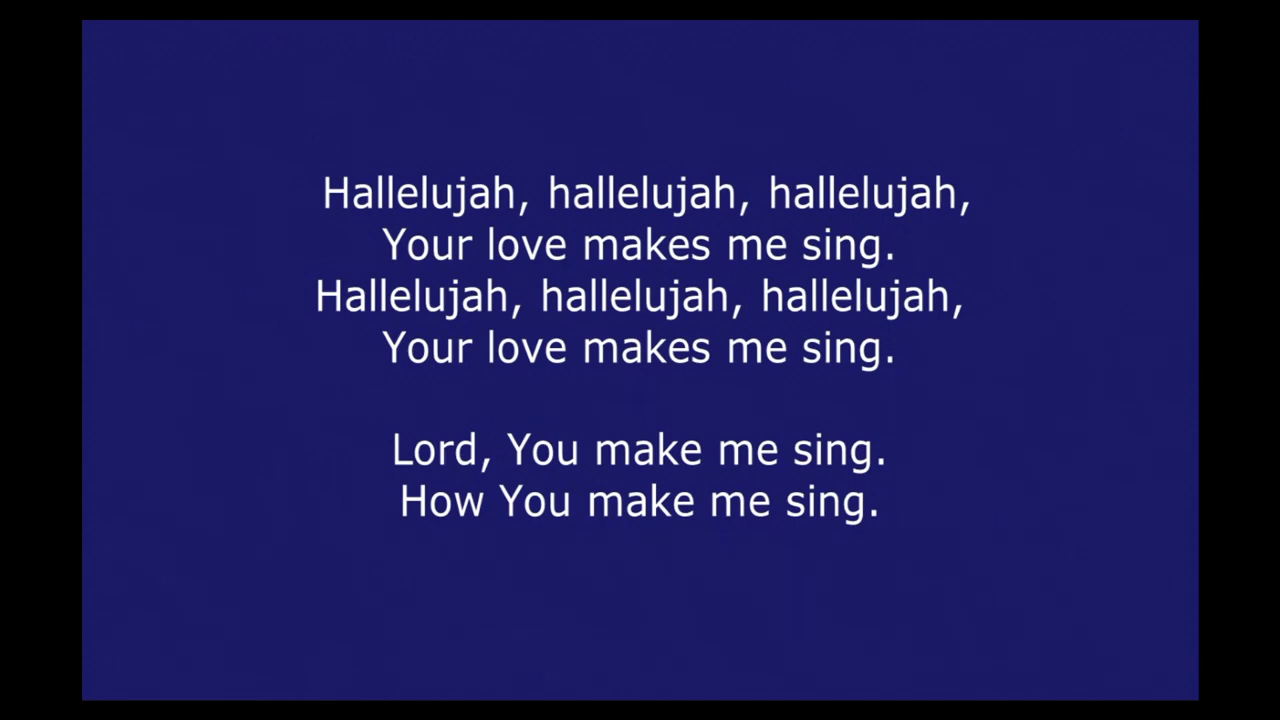 Hallelujah, hallelujah, hallelujah,
Your love makes me sing.
Hallelujah, hallelujah, hallelujah,
Your love makes me sing.
Lord, You make me sing.
How You make me sing.